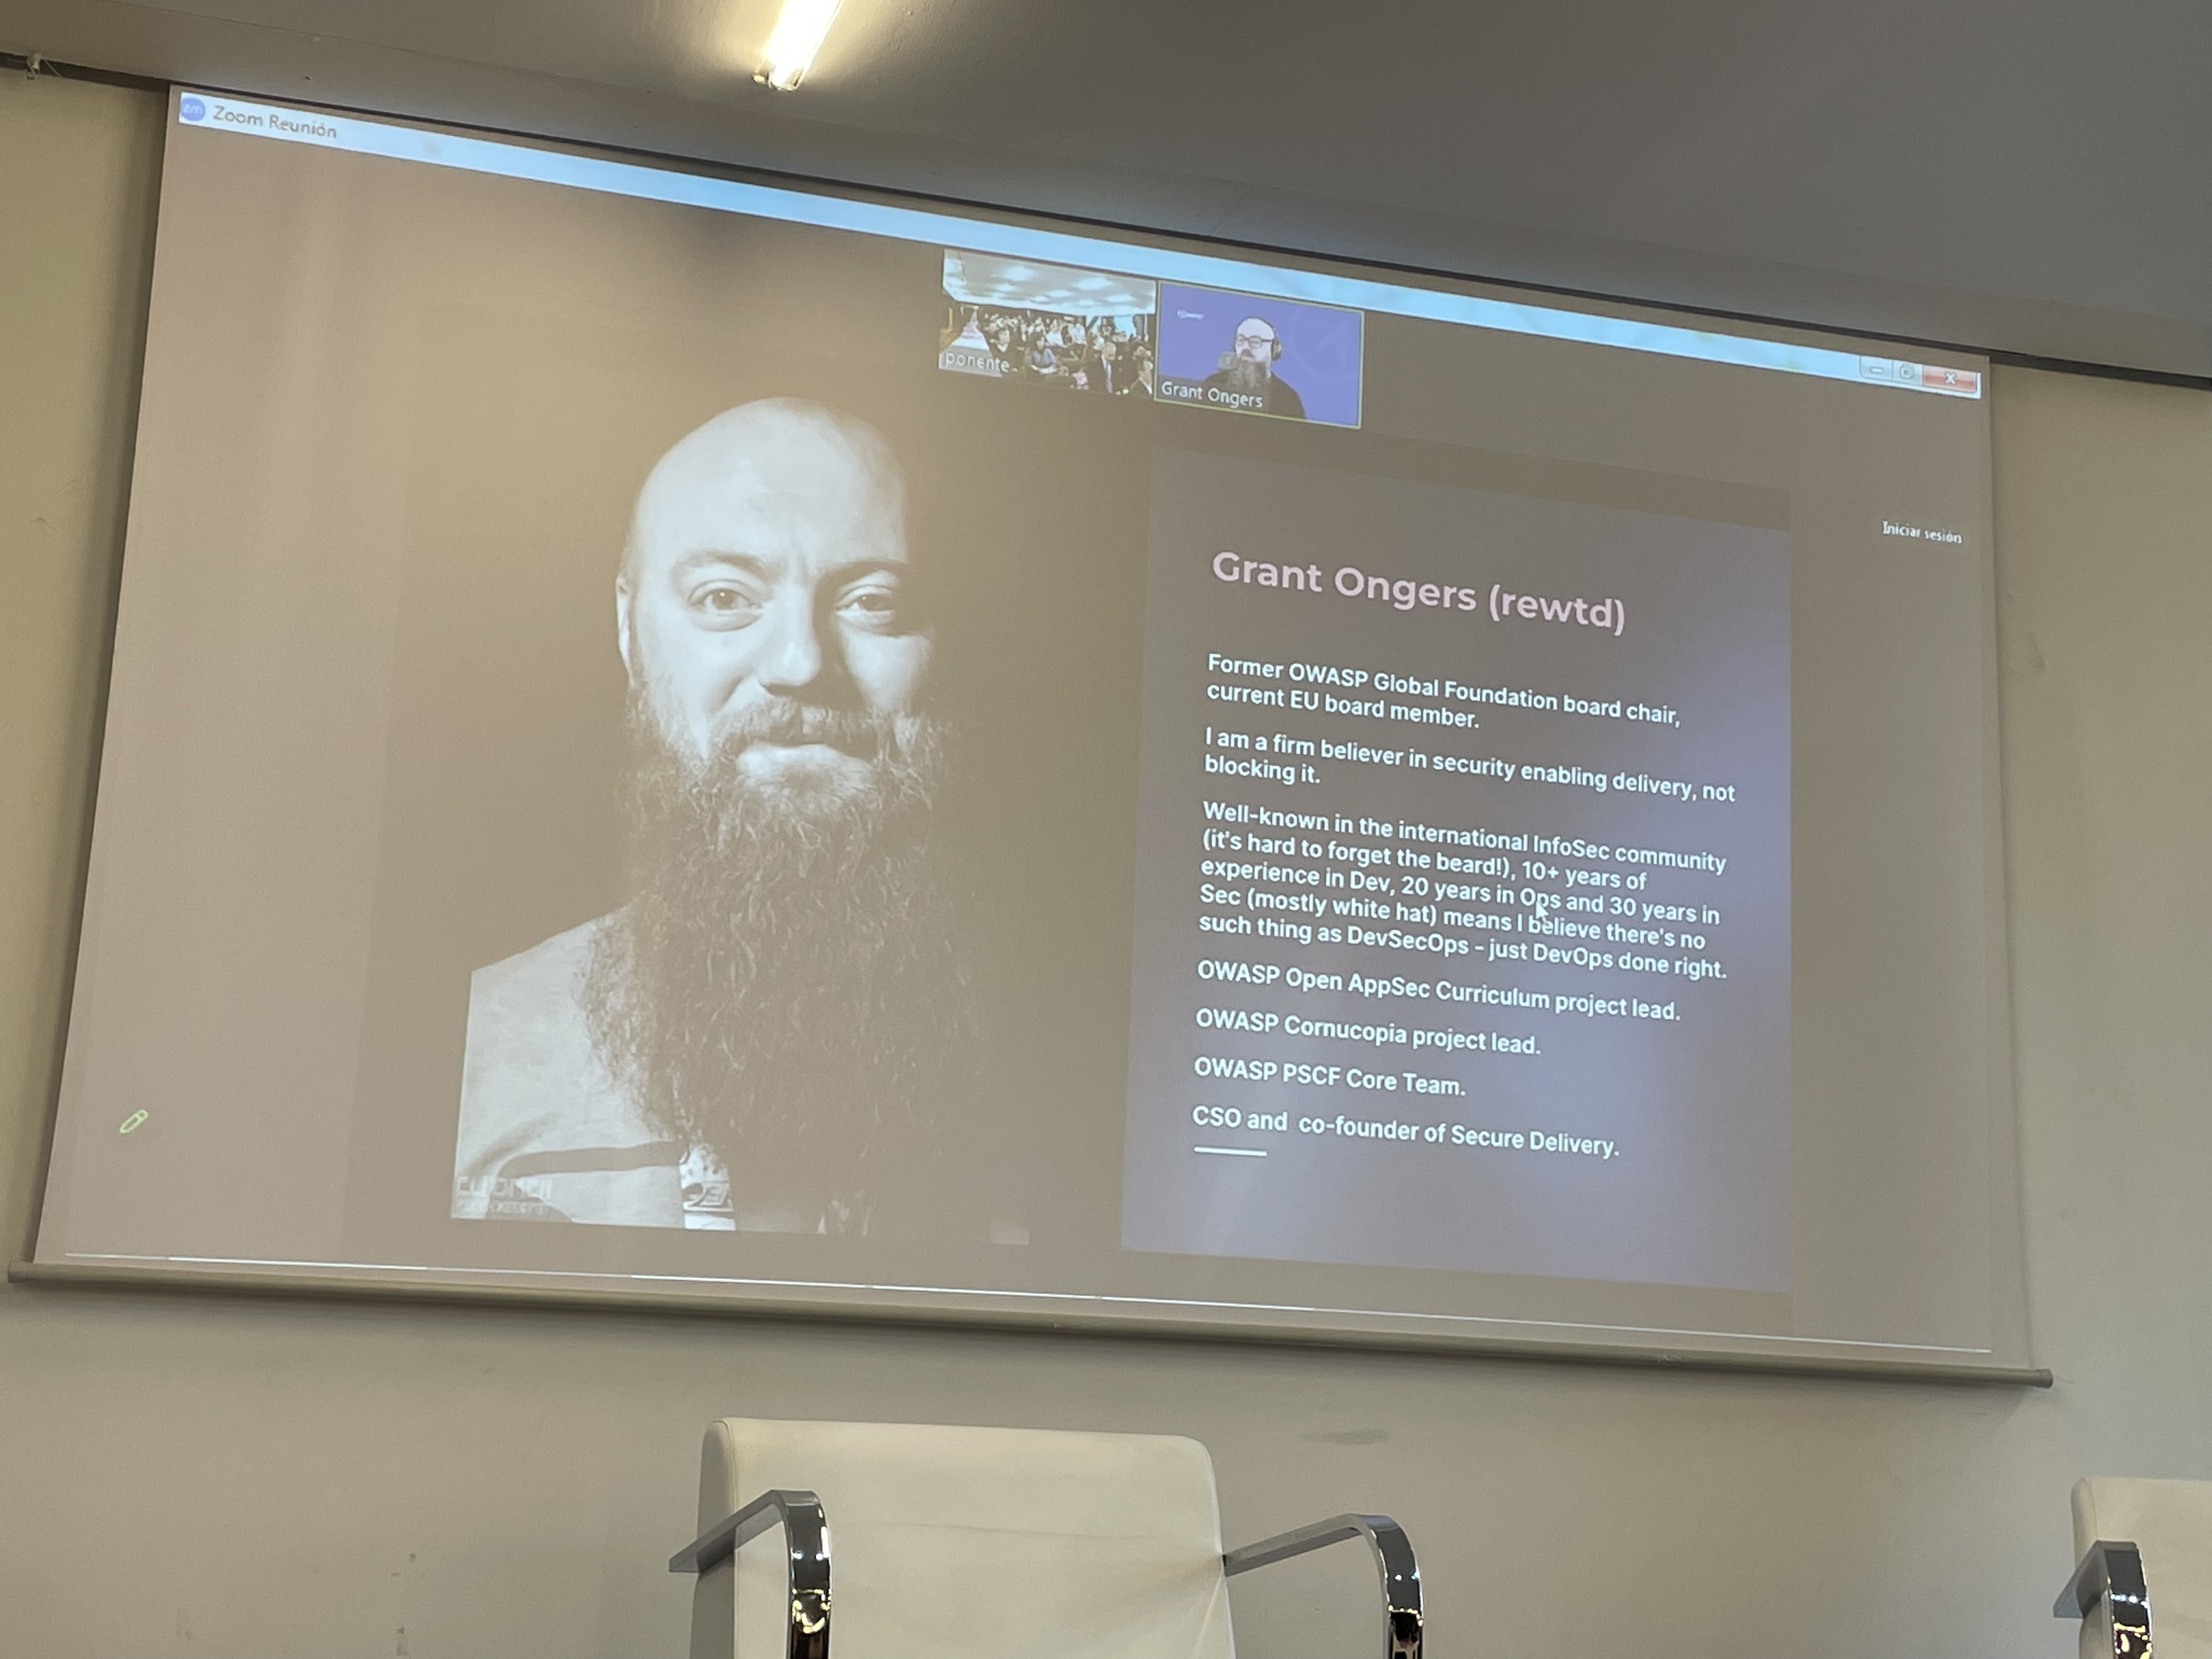 Zoom Reunión
ponente
Grant Ongers
Iniciar sesión
Grant Ongers (rewtd)
Former OWASP Global Foundation board chair,
current EU board member.
I am a firm believer in security enabling delivery, not
blocking it.
Well-known in the international InfoSec community
(it's hard to forget the beard!), 10+ years of
experience in Dev, 20 years in Ops and 30 years in
Sec (mostly white hat) means I believe there's no
such thing as DevSecOps - just DevOps done right.
OWASP Open AppSec Curriculum project lead.
OWASP Cornucopia project lead.
OWASP PSCF Core Team.
CSO and co-founder of Secure Delivery.